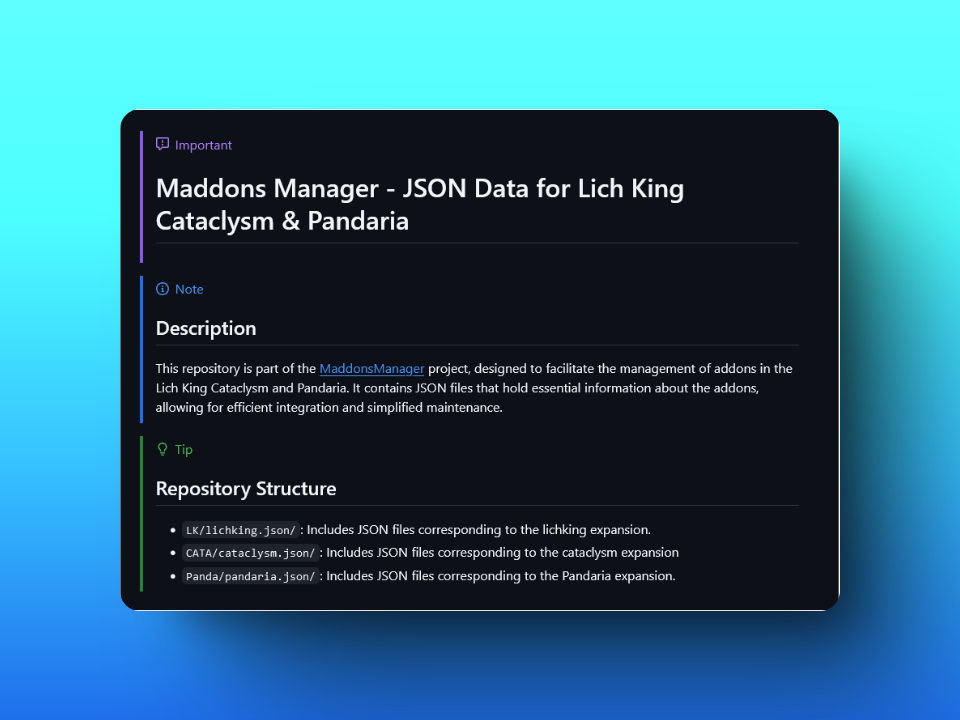 Important
Maddons Manager - JSON Data for Lich King
Cataclysm & Pandaria
Note
Description
This repository is part of the MaddonsManager project, designed to facilitate the management of addons in the
Lich King Cataclysm and Pandaria. It contains JSON files that hold essential information about the addons,
allowing for efficient integration and simplified maintenance.
Tip
Repository Structure
• LK/lichking.json/ : Includes JSON files corresponding to the lichking expansion.
• CATA/cataclysm.json/ : Includes JSON files corresponding to the cataclysm expansion
• Panda/pandaria.json/ : Includes JSON files corresponding to the Pandaria expansion.